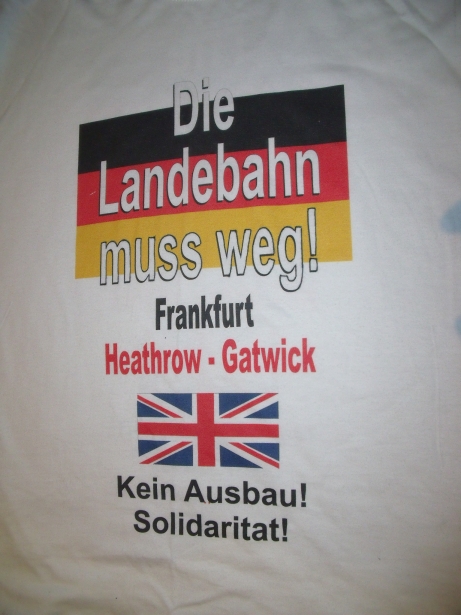 Die
Landebahn
muss weg!
Frankfurt
Heathrow - Gatwick
Kein Ausbau!
Solidaritat!